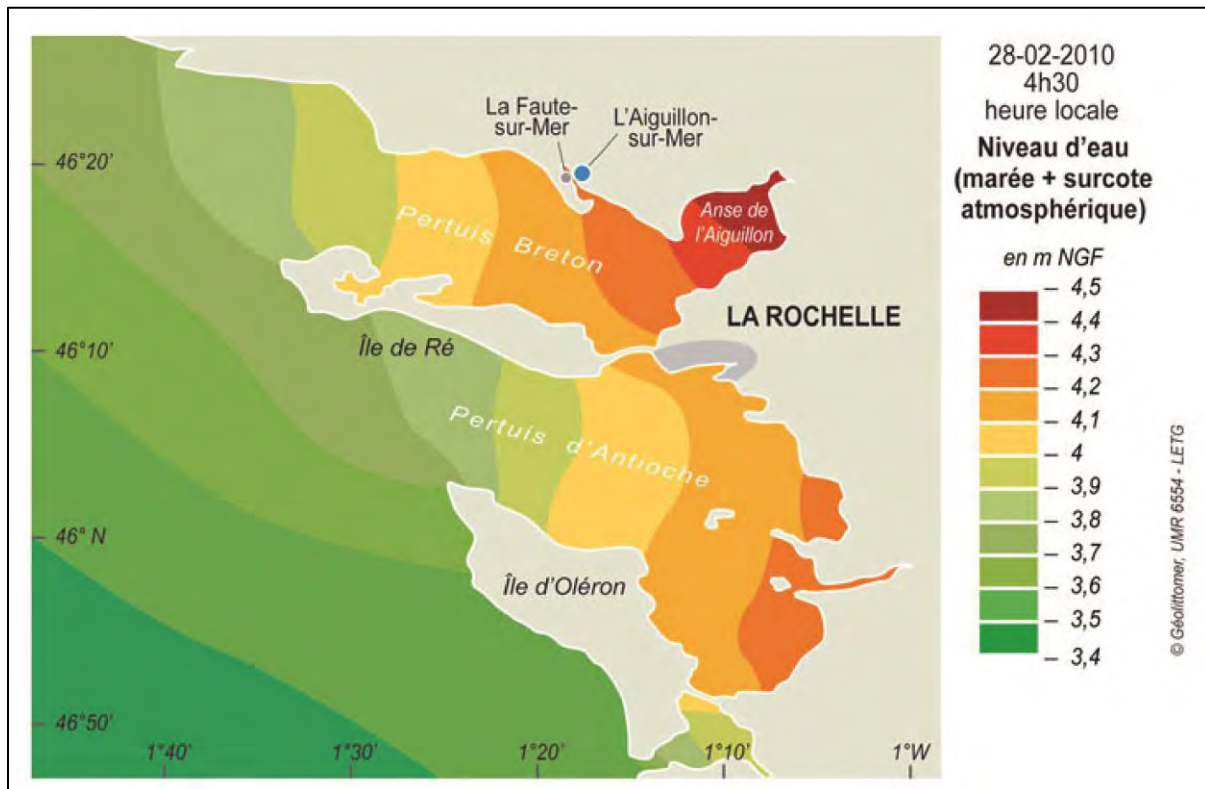 28-02-2010
4h30
heure locale
Niveau d'eau
(marée + surcote
atmosphérique)
en m NGF
4,5
4,4
4,3
4,2
4,1
4
3,9
3,8
3,7
3,6
3,5
3,4
La Faute-
sur-Mer
L'Aiguillon-
sur-Mer
46°20'
Anse de
l'Aiguillon
Pertuis Breton
LA ROCHELLE
46°10'
Île de Ré
Pertuis d'Antioche
46° N
Île d'Oléron
46°50'
1°40'
1°30'
1°20'
1°10'
1°W
© Géolittomer, UMR 6554 - LETG